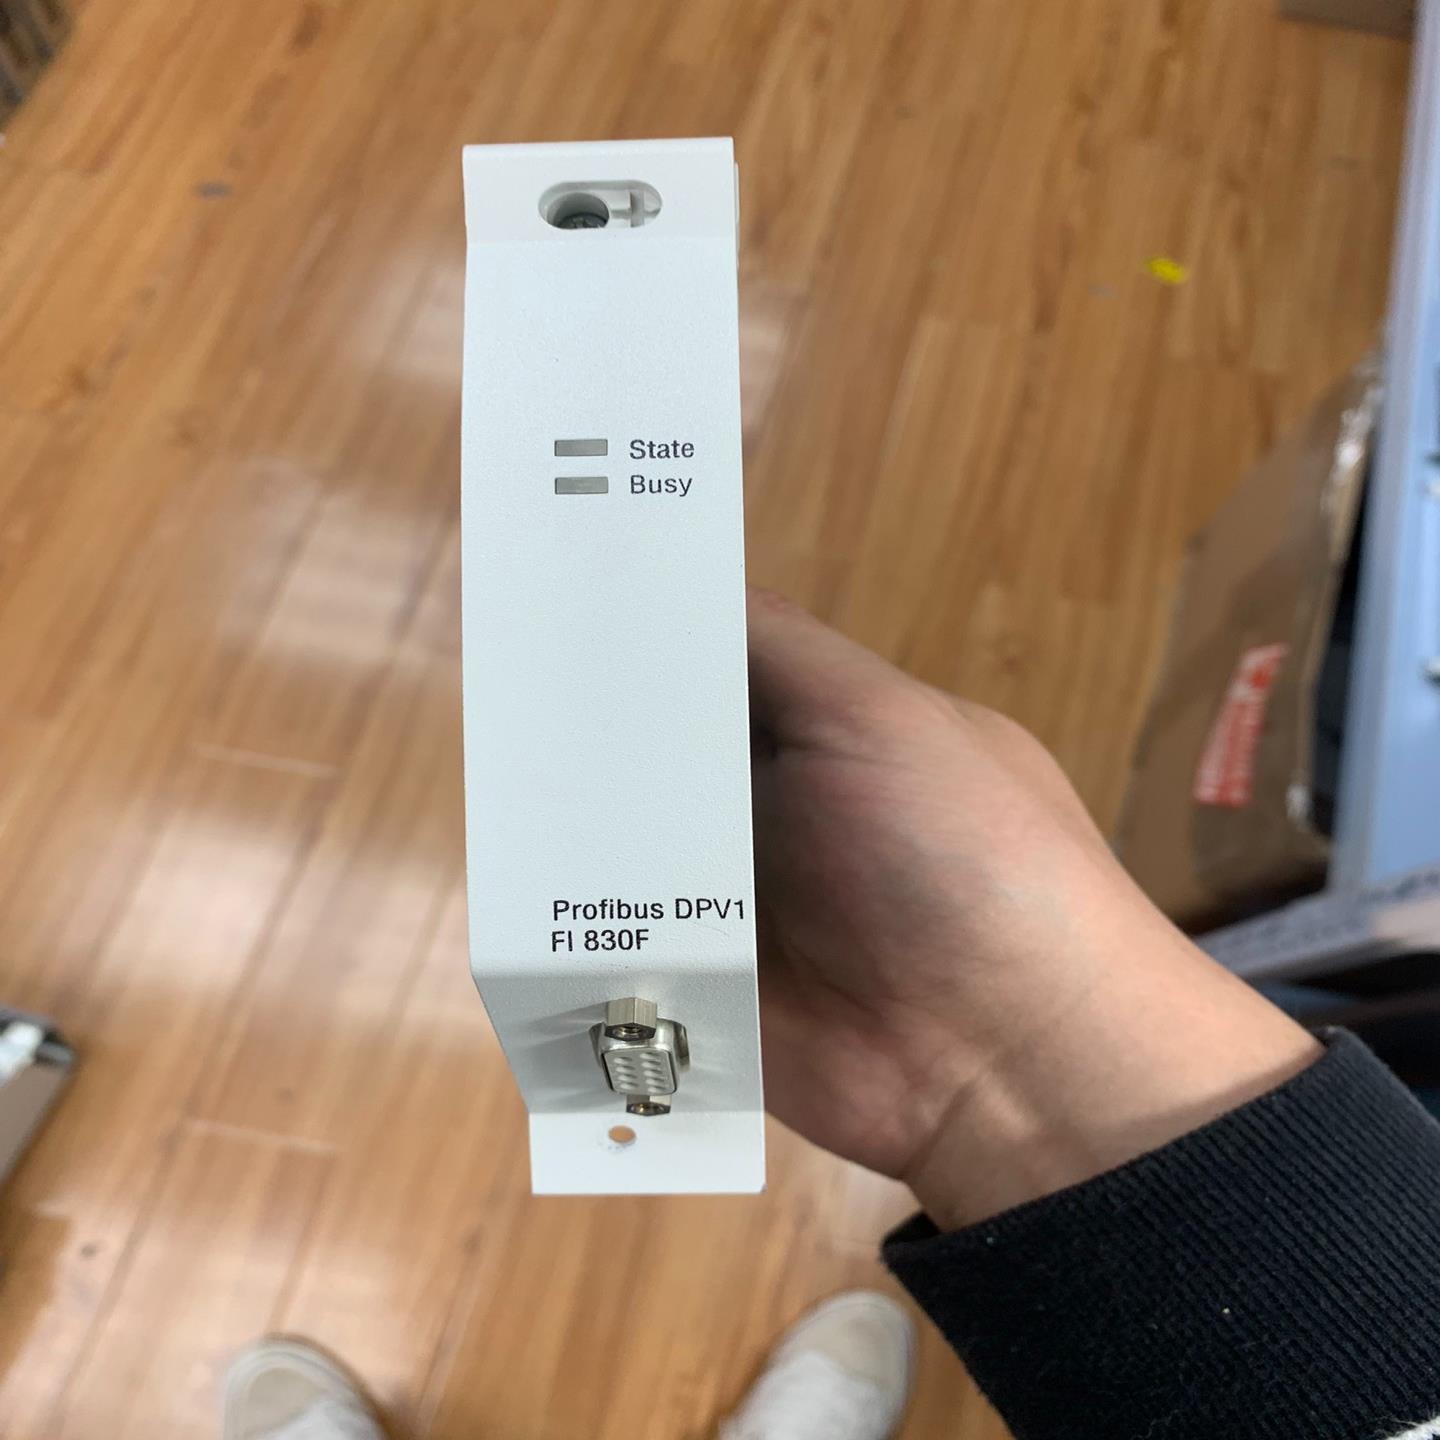 State
Busy
Profibus DPV1
FI 830F